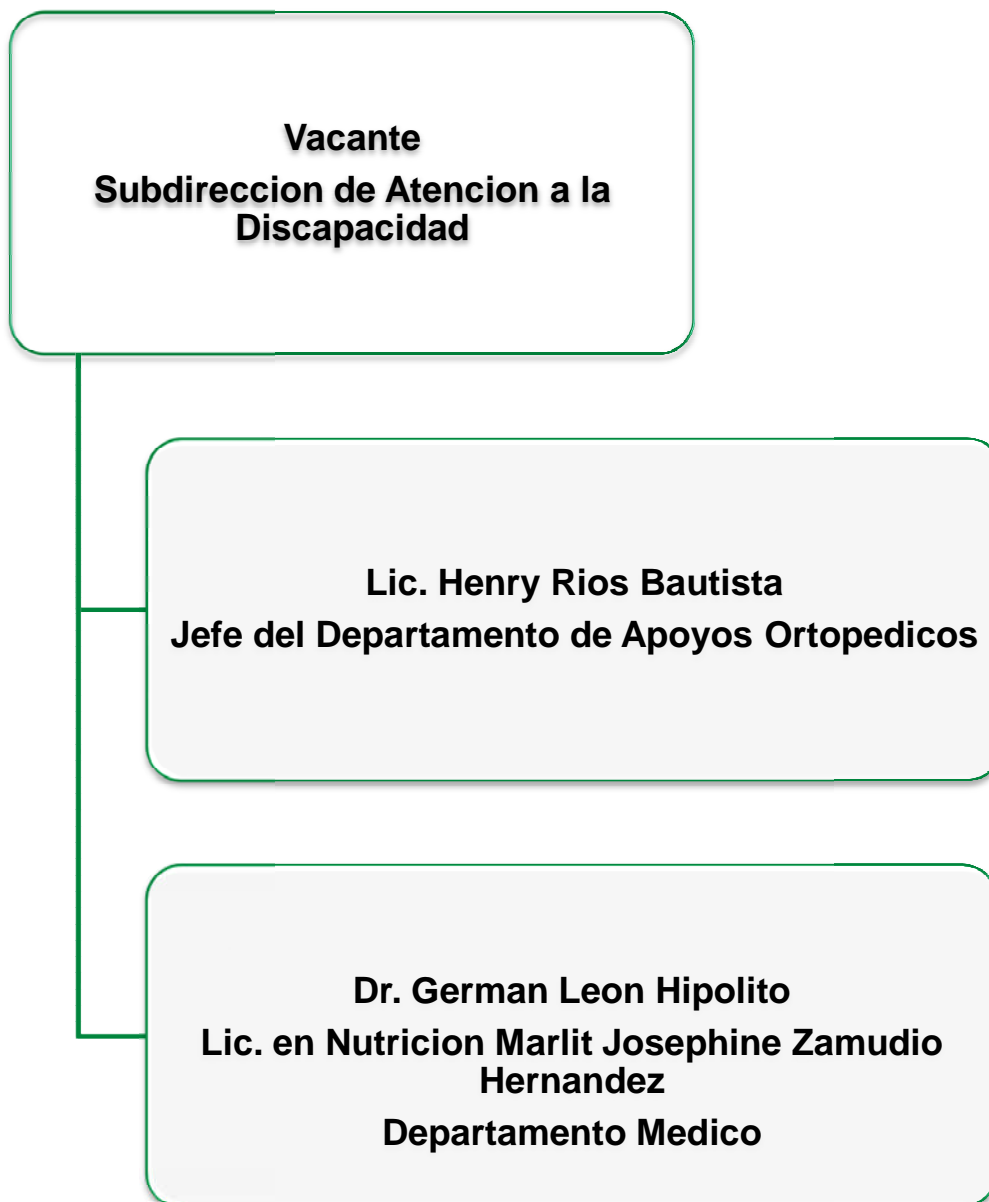 Vacante
Subdireccion de Atencion a la
Discapacidad
Lic. Henry Rios Bautista
Jefe del Departamento de Apoyos Ortopedicos
Dr. German Leon Hipolito
Lic. en Nutricion Marlit Josephine Zamudio
Hernandez
Departamento Medico